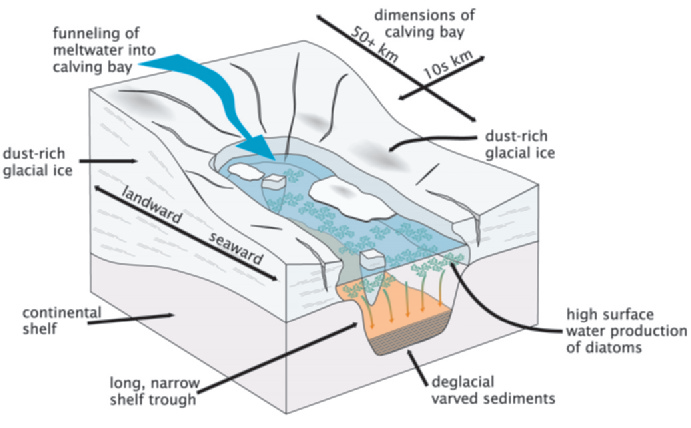 dimensions of
calving bay
50+ km
10s km
funneling of
meltwater into
calving bay
dust-rich
glacial ice
dust-rich
glacial ice
landward
seaward
continental
shelf
high surface
water production
of diatoms
long, narrow
shelf trough
deglacial
varved sediments